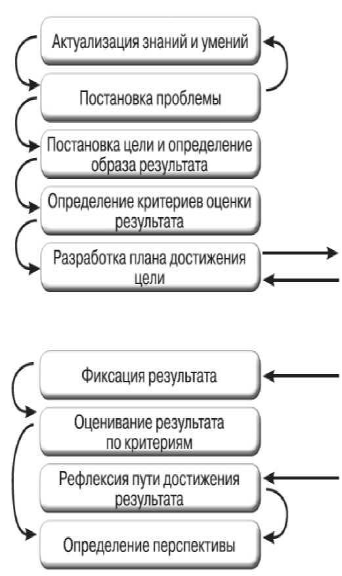 Актуализация знаний и умений
Постановка проблемы
Постановка цели и определение
образа результата
Определение критериев оценки
результата
Разработка плана достижения
цели
Фиксация результата
Оценивание результата
по критериям
Рефлексия пути достижения
результата
Определение перспективы